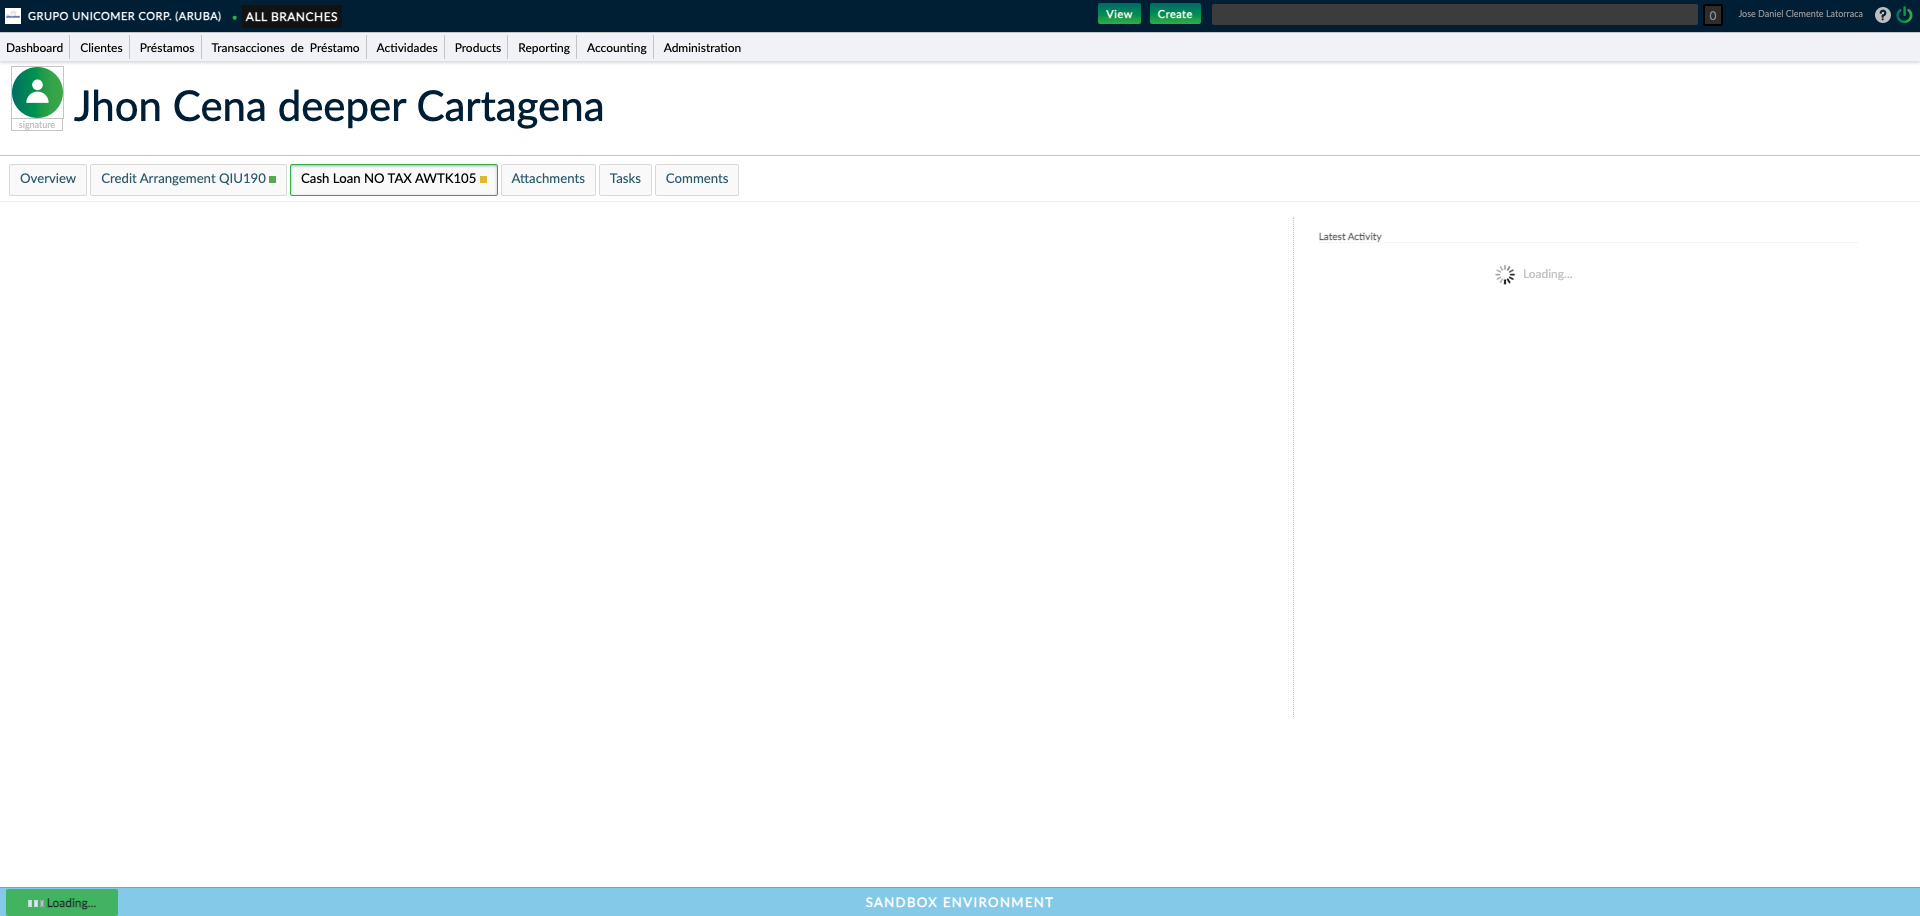 GRUPO UNICOMER CORP. (ARUBA) • ALL BRANCHES View Create 0 Jose Daniel Clemente Latorraca ?
Dashboard Clientes Préstamos Transacciones de Préstamo Actividades Products Reporting Accounting Administration
Jhon Cena deeper Cartagena
signature
Overview Credit Arrangement QIU190 Cash Loan NO TAX AWTK105 Attachments Tasks Comments
Latest Activity
Loading...
Loading... SANDBOX ENVIRONMENT